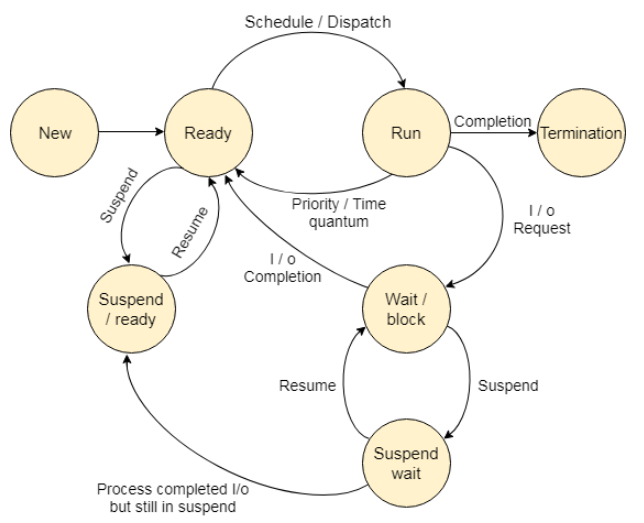 Schedule / Dispatch
New
Ready
Run
Completion
Termination
Suspend
Resume
Priority / Time
quantum
I / o
Request
I / o
Completion
Suspend
/ ready
Wait /
block
Resume
Suspend
Suspend
wait
Process completed I/o
but still in suspend